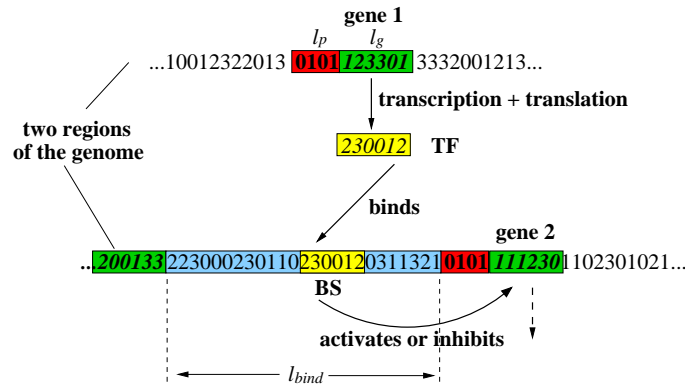 gene 1
l_p l_g
...10012322013 0101 123301 3332001213...
transcription + translation
two regions
of the genome
230012 TF
binds
gene 2
...200133 223000230110 230012 0311321 0101 111230 1102301021...
BS
activates or inhibits
l_bind